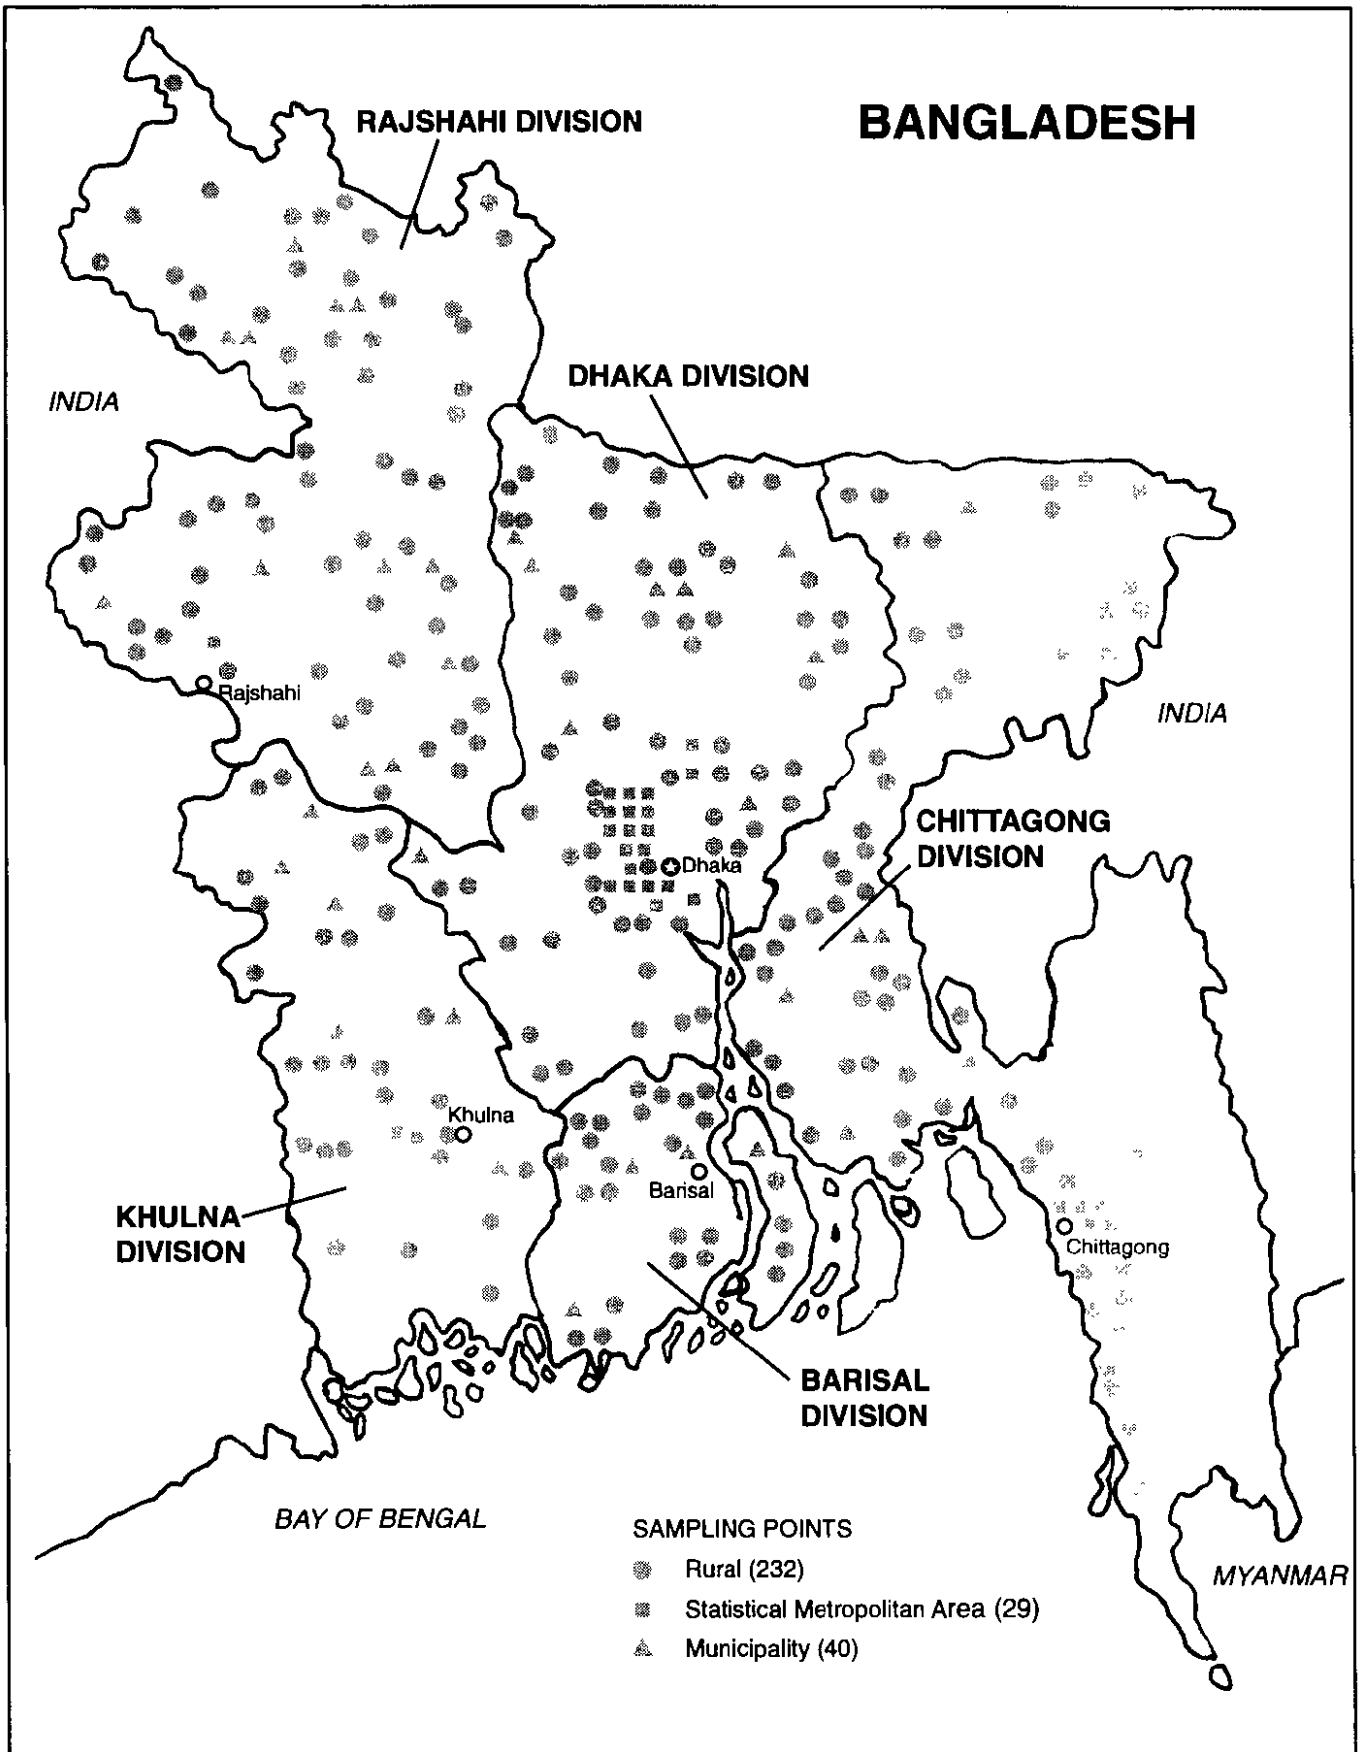 BANGLADESH
RAJSHAHI DIVISION
DHAKA DIVISION
INDIA
Rajshahi
INDIA
CHITTAGONG
DIVISION
Dhaka
Khulna
Barisal
KHULNA
DIVISION
Chittagong
BARISAL
DIVISION
BAY OF BENGAL
SAMPLING POINTS
Rural (232)
Statistical Metropolitan Area (29)
Municipality (40)
MYANMAR